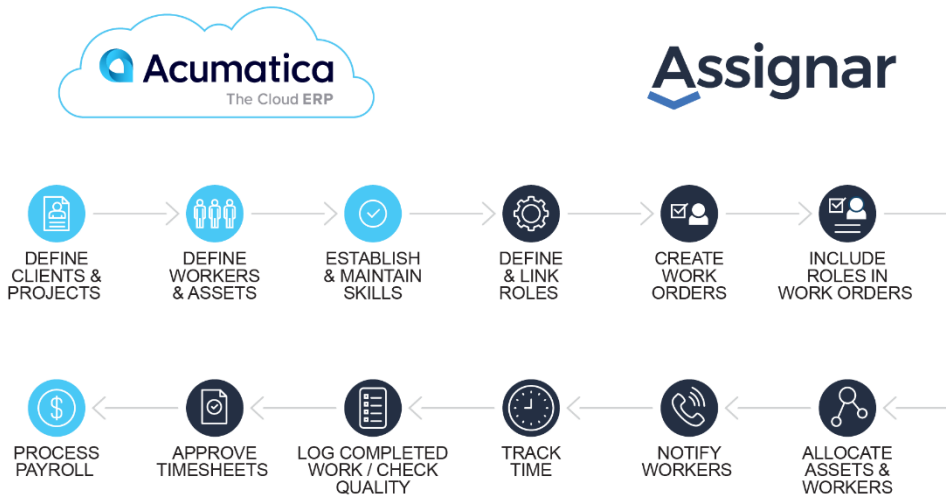 Acumatica
The Cloud ERP
Assignar
DEFINE
CLIENTS &
PROJECTS
DEFINE
WORKERS
& ASSETS
ESTABLISH
& MAINTAIN
SKILLS
DEFINE
& LINK
ROLES
CREATE
WORK
ORDERS
INCLUDE
ROLES IN
WORK ORDERS
$
PROCESS
PAYROLL
APPROVE
TIMESHEETS
LOG COMPLETED
WORK / CHECK
QUALITY
TRACK
TIME
NOTIFY
WORKERS
ALLOCATE
ASSETS &
WORKERS